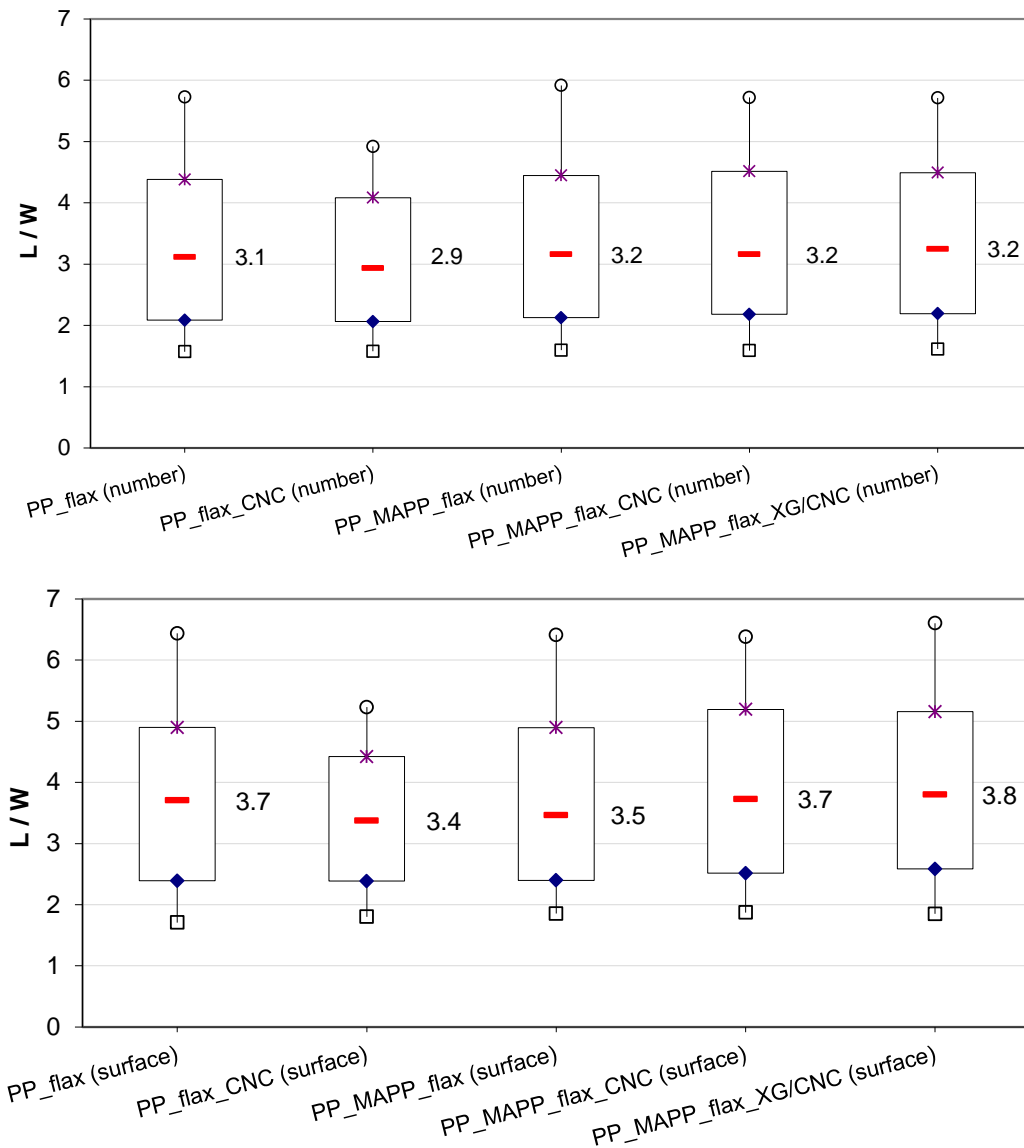 7
6
5
4
3
2
1
0
L / W
3.1
2.9
3.2
3.2
3.2
PP_flax (number)
PP_flax_CNC (number)
PP_MAPP_flax (number)
PP_MAPP_flax_CNC (number)
PP_MAPP_flax_XG/CNC (number)
7
6
5
4
3
2
1
0
L / W
3.7
3.4
3.5
3.7
3.8
PP_flax (surface)
PP_flax_CNC (surface)
PP_MAPP_flax (surface)
PP_MAPP_flax_CNC (surface)
PP_MAPP_flax_XG/CNC (surface)